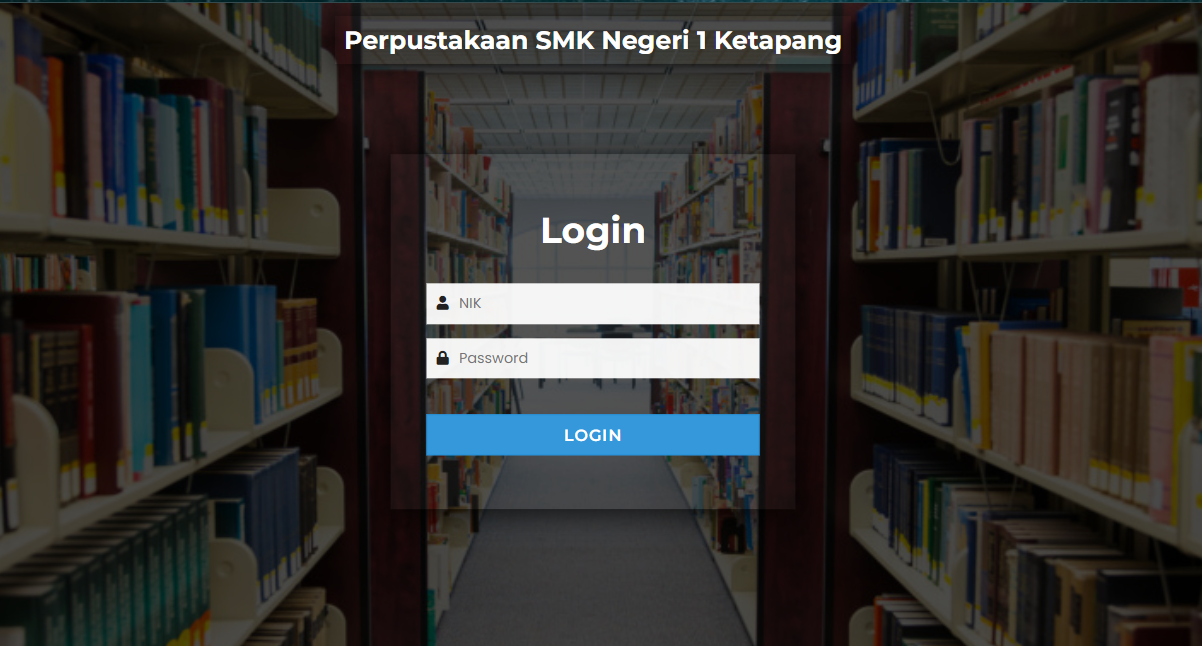 Perpustakaan SMK Negeri 1 Ketapang
Login
NIK
Password
LOGIN